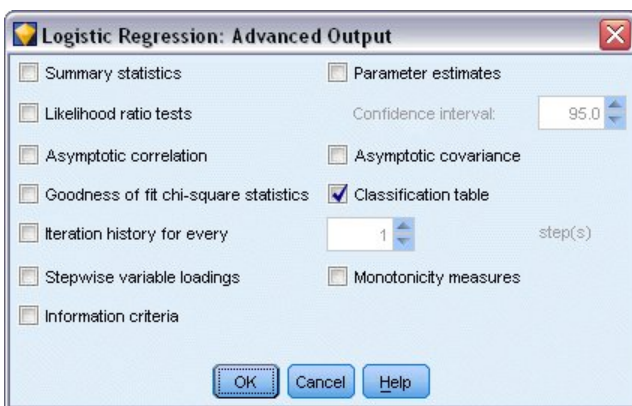 Logistic Regression: Advanced Output
Summary statistics
Parameter estimates
Likelihood ratio tests
Confidence interval:
95.0
Asymptotic correlation
Asymptotic covariance
Goodness of fit chi-square statistics
Classification table
Iteration history for every
1
step(s)
Stepwise variable loadings
Monotonicity measures
Information criteria
OK
Cancel
Help